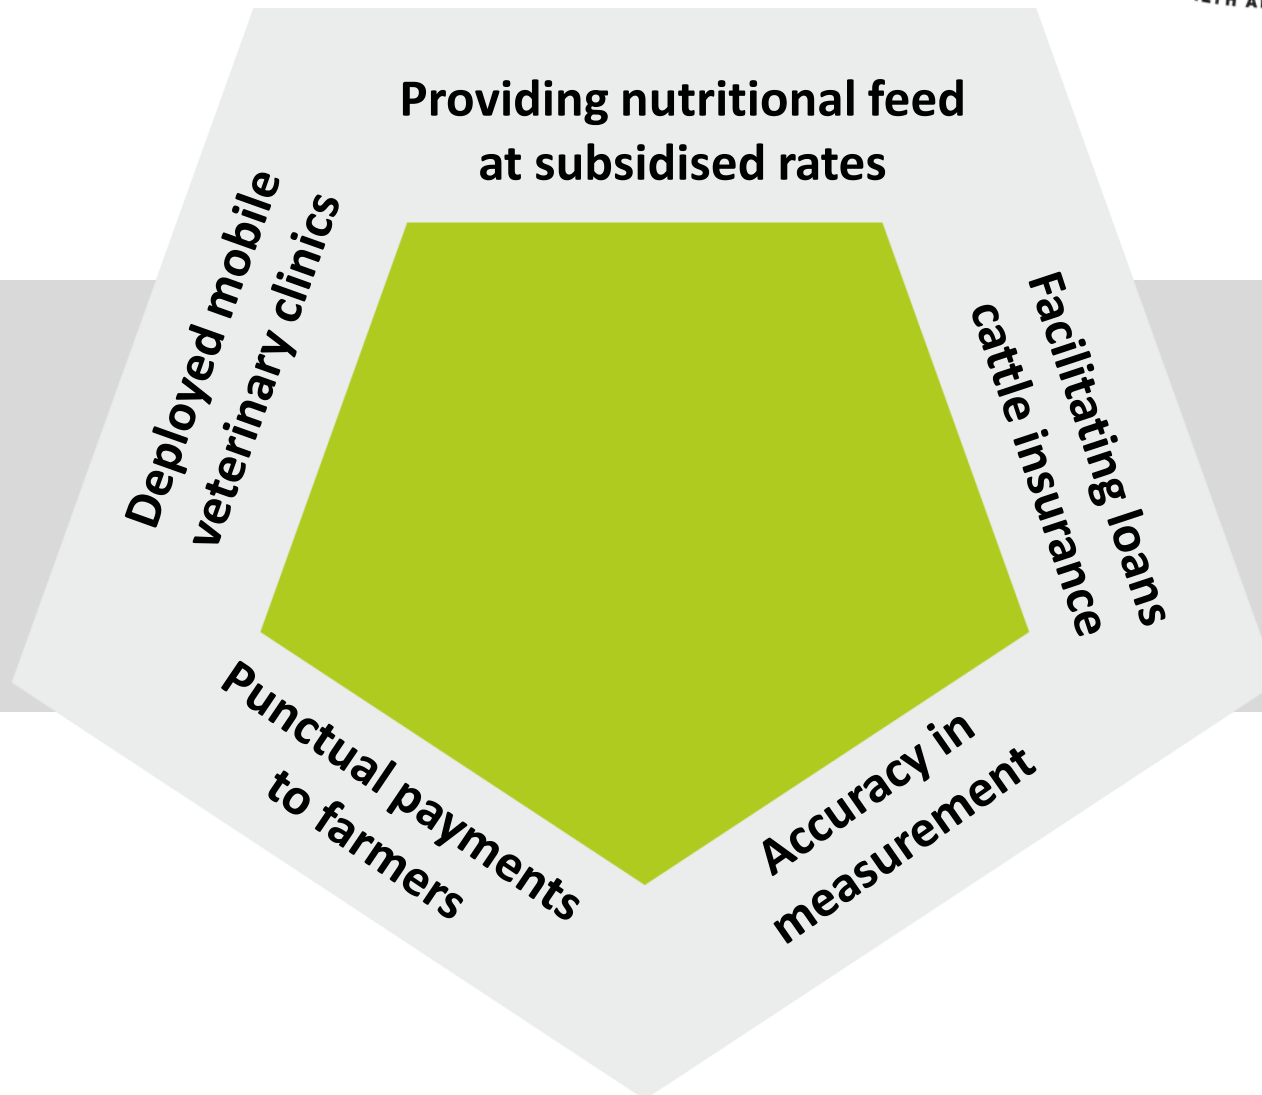 Providing nutritional feed
at subsidised rates
Deployed mobile
veterinary clinics
Facilitating loans
cattle insurance
Punctual payments
to farmers
Accuracy in
measurement